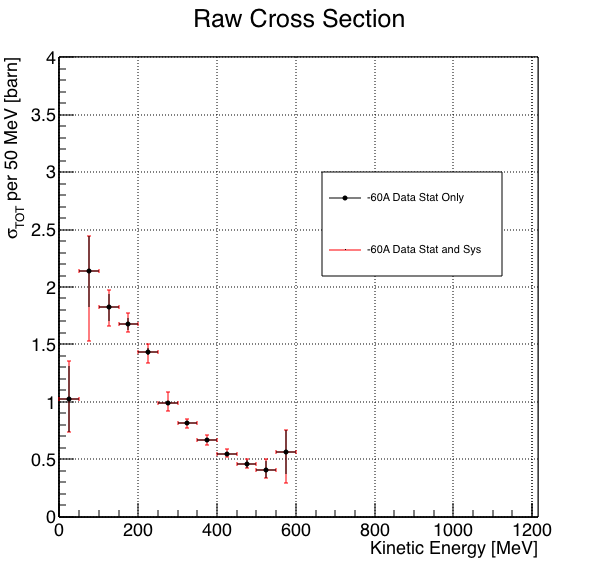 Raw Cross Section
σTOT per 50 MeV [barn]
4
3.5
3
2.5
2
1.5
1
0.5
0
-60A Data Stat Only
-60A Data Stat and Sys
0 200 400 600 800 1000 1200
Kinetic Energy [MeV]